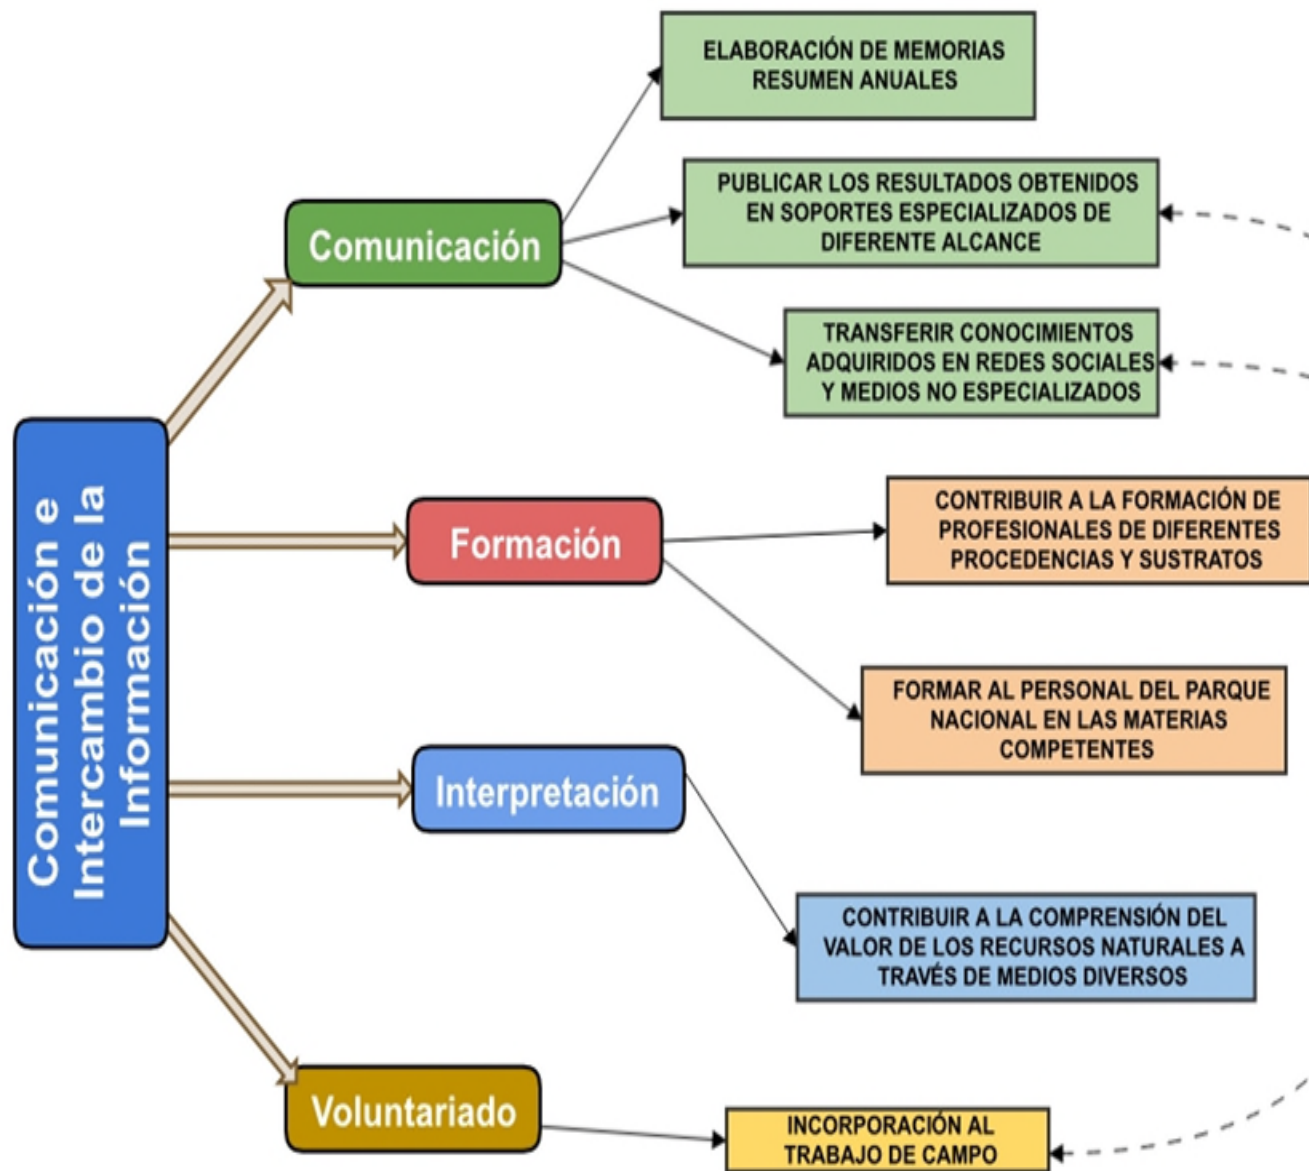 Comunicación e
Intercambio de la
Información
Comunicación
ELABORACIÓN DE MEMORIAS
RESUMEN ANUALES
PUBLICAR LOS RESULTADOS OBTENIDOS
EN SOPORTES ESPECIALIZADOS DE
DIFERENTE ALCANCE
TRANSFERIR CONOCIMIENTOS
ADQUIRIDOS EN REDES SOCIALES
Y MEDIOS NO ESPECIALIZADOS
Formación
CONTRIBUIR A LA FORMACIÓN DE
PROFESIONALES DE DIFERENTES
PROCEDENCIAS Y SUSTRATOS
FORMAR AL PERSONAL DEL PARQUE
NACIONAL EN LAS MATERIAS
COMPETENTES
Interpretación
CONTRIBUIR A LA COMPRENSIÓN DEL
VALOR DE LOS RECURSOS NATURALES A
TRAVÉS DE MEDIOS DIVERSOS
Voluntariado
INCORPORACIÓN AL
TRABAJO DE CAMPO